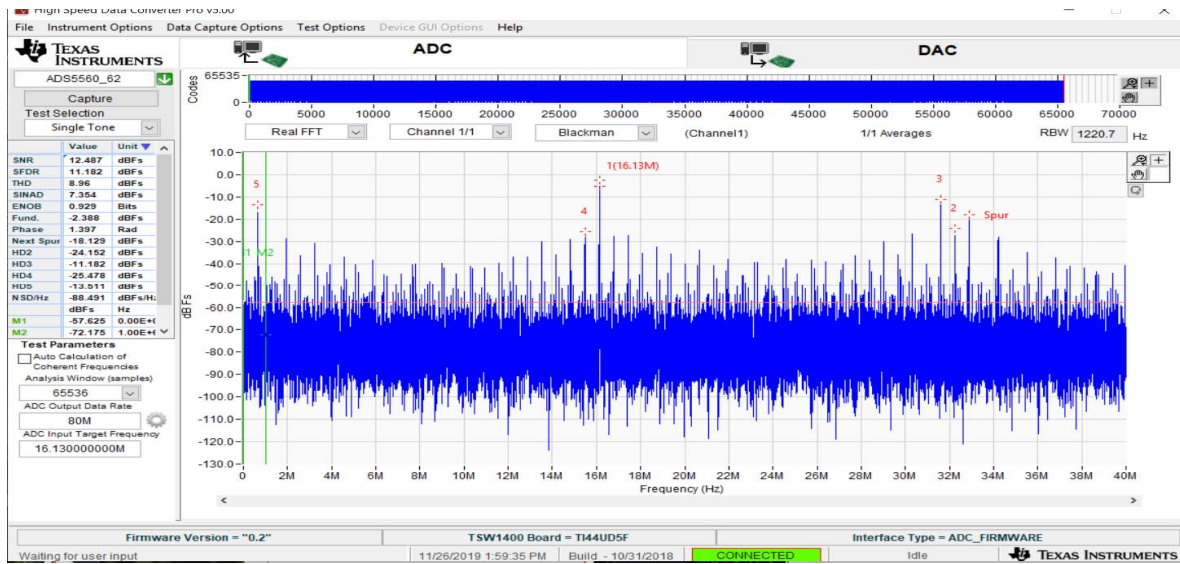 High Speed Data Converter Pro v5.00
File Instrument Options Data Capture Options Test Options Device GUI Options Help
TEXAS INSTRUMENTS
ADC
DAC
ADS5560_62
Capture
Test Selection
Single Tone
Value Unit
SNR 12.487 dBFs
SFDR 11.182 dBFs
THD 8.96 dBFs
SINAD 7.354 dBFs
ENOB 0.929 Bits
Fund. -2.388 dBFs
Phase 1.397 Rad
Next Spur -18.129 dBFs
HD2 -24.152 dBFs
HD3 -11.182 dBFs
HD4 -25.478 dBFs
HD5 -13.511 dBFs
NSD/Hz -88.491 dBFs/Hz
dBFs Hz
M1 -57.625 0.00E+(
M2 -72.175 1.00E+6
Test Parameters
Auto Calculation of
Coherent Frequencies
Analysis Window (samples)
65536
ADC Output Data
Rate
80M
ADC Input Target Frequency
16.130000000M
Codes
65535
0
0 5000 10000 15000 20000 25000 30000 35000 40000 45000 50000 55000 60000 65000 70000
Real FFT Channel 1/1 Blackman (Channel1) 1/1 Averages RBW 1220.7 Hz
dBFs
10.0
0.0
-10.0
-20.0
-30.0
-40.0
-50.0
-60.0
-70.0
-80.0
-90.0
-100.0
-110.0
-120.0
-130.0
1(16.13M)
5
4
3
2
Spur
M2
0 2M 4M 6M 8M 10M 12M 14M 16M 18M 20M 22M 24M 26M 28M 30M 32M 34M 36M 38M 40M
Frequency (Hz)
Firmware Version = "0.2" TSW1400 Board = TI44UD5F Interface Type = ADC_FIRMWARE
Waiting for user input 11/26/2019 1:59:35 PM Build - 10/31/2018 CONNECTED Idle TEXAS INSTRUMENTS